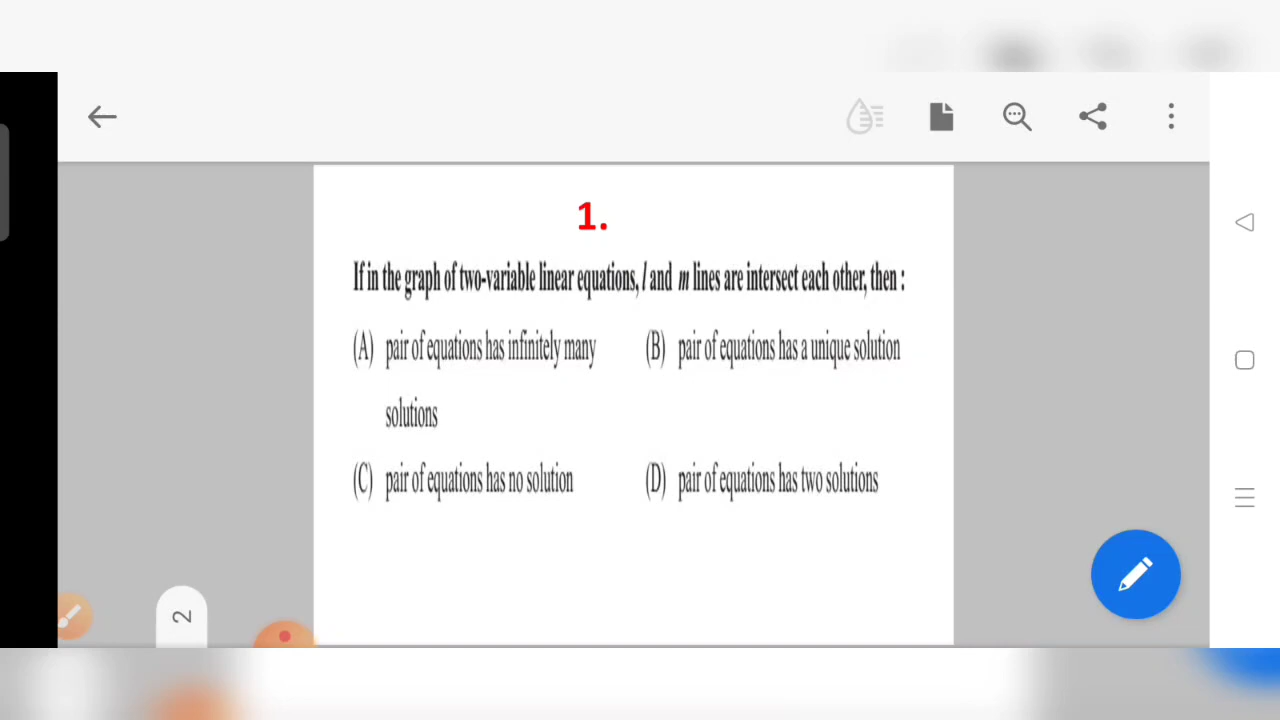 1.
If in the graph of two-variable linear equations, l and m lines are intersect each other, then :
(A) pair of equations has infinitely many (B) pair of equations has a unique solution
solutions
(C) pair of equations has no solution (D) pair of equations has two solutions
2